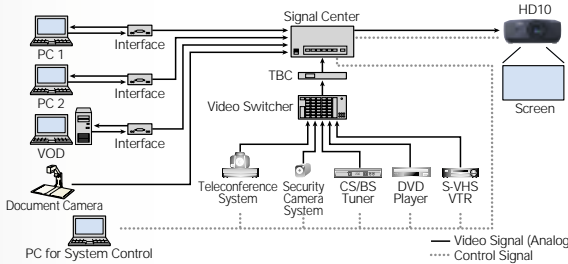 HD10
Signal Center
PC 1
Interface
PC 2
Interface
TBC
Screen
Video Switcher
VOD
Interface
Document Camera
Teleconference
System
Security
Camera
System
CS/BS
Tuner
DVD
Player
S-VHS
VTR
PC for System Control
Video Signal (Analog
Control Signal